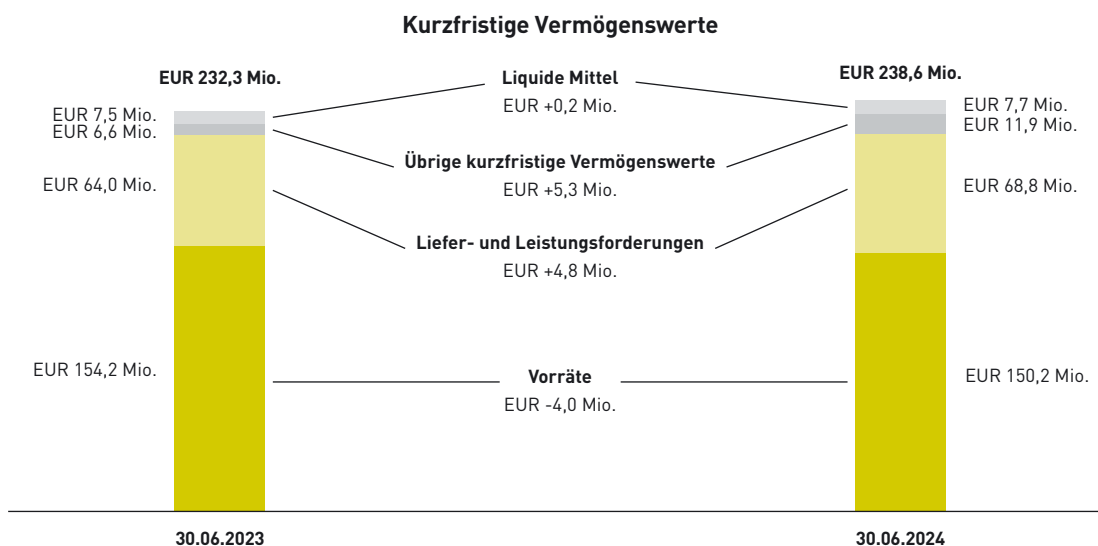 Kurzfristige Vermögenswerte
EUR 232,3 Mio.
Liquide Mittel
EUR +0,2 Mio.
EUR 238,6 Mio.
EUR 7,5 Mio.
EUR 6,6 Mio.
EUR 7,7 Mio.
EUR 11,9 Mio.
Übrige kurzfristige Vermögenswerte
EUR +5,3 Mio.
EUR 64,0 Mio.
EUR 68,8 Mio.
Liefer- und Leistungsforderungen
EUR +4,8 Mio.
EUR 154,2 Mio.
Vorräte
EUR -4,0 Mio.
EUR 150,2 Mio.
30.06.2023
30.06.2024